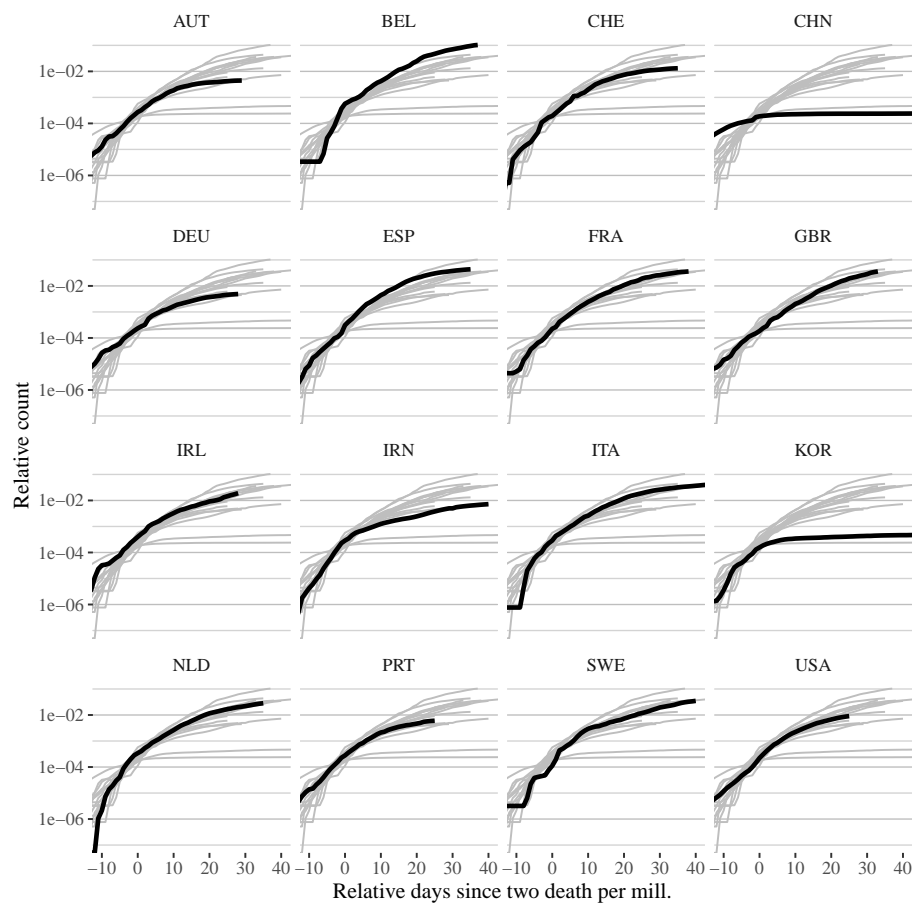 AUT BEL CHE CHN
1e−02
1e−04
1e−06
DEU ESP FRA GBR
1e−02
1e−04
1e−06
IRL IRN ITA KOR
1e−02
1e−04
1e−06
NLD PRT SWE USA
1e−02
1e−04
1e−06
−10 0 10 20 30 40 −10 0 10 20 30 40 −10 0 10 20 30 40 −10 0 10 20 30 40
Relative days since two death per mill.
Relative count